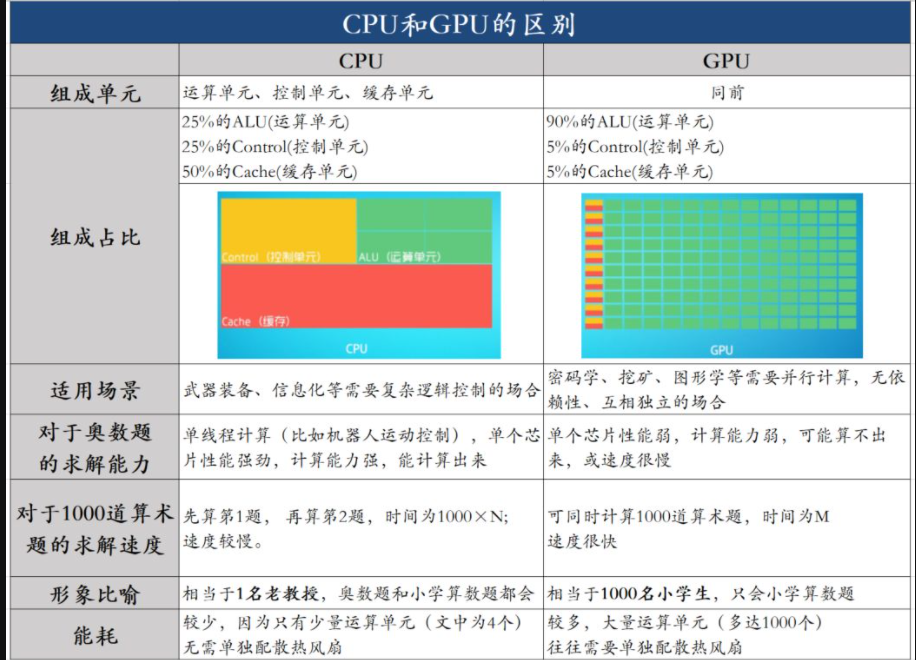 CPU和GPU的区别
CPU
GPU
组成单元
运算单元、控制单元、缓存单元
同前
组成占比
25%的ALU(运算单元)
25%的Control(控制单元)
50%的Cache(缓存单元)
90%的ALU(运算单元)
5%的Control(控制单元)
5%的Cache(缓存单元)
Control（控制单元）
ALU（运算单元）
Cache（缓存）
CPU
GPU
适用场景
武器装备、信息化等需要复杂逻辑控制的场合
密码学、挖矿、图形学等需要并行计算，无依
赖性、互相独立的场合
对于奥数题
的求解能力
单线程计算（比如机器人运动控制），单个芯
片性能强劲，计算能力强，能计算出来
单个芯片性能弱，计算能力弱，可能算不出
来，或速度很慢
对于1000道算术
题的求解速度
先算第1题， 再算第2题，时间为1000×N;
速度较慢。
可同时计算1000道算术题，时间为M
速度很快
形象比喻
相当于1名老教授，奥数题和小学算数题都会
相当于1000名小学生，只会小学算数题
能耗
较少，因为只有少量运算单元（文中为4个）
无需单独配散热风扇
较多，大量运算单元（多达1000个）
往往需要单独配散热风扇